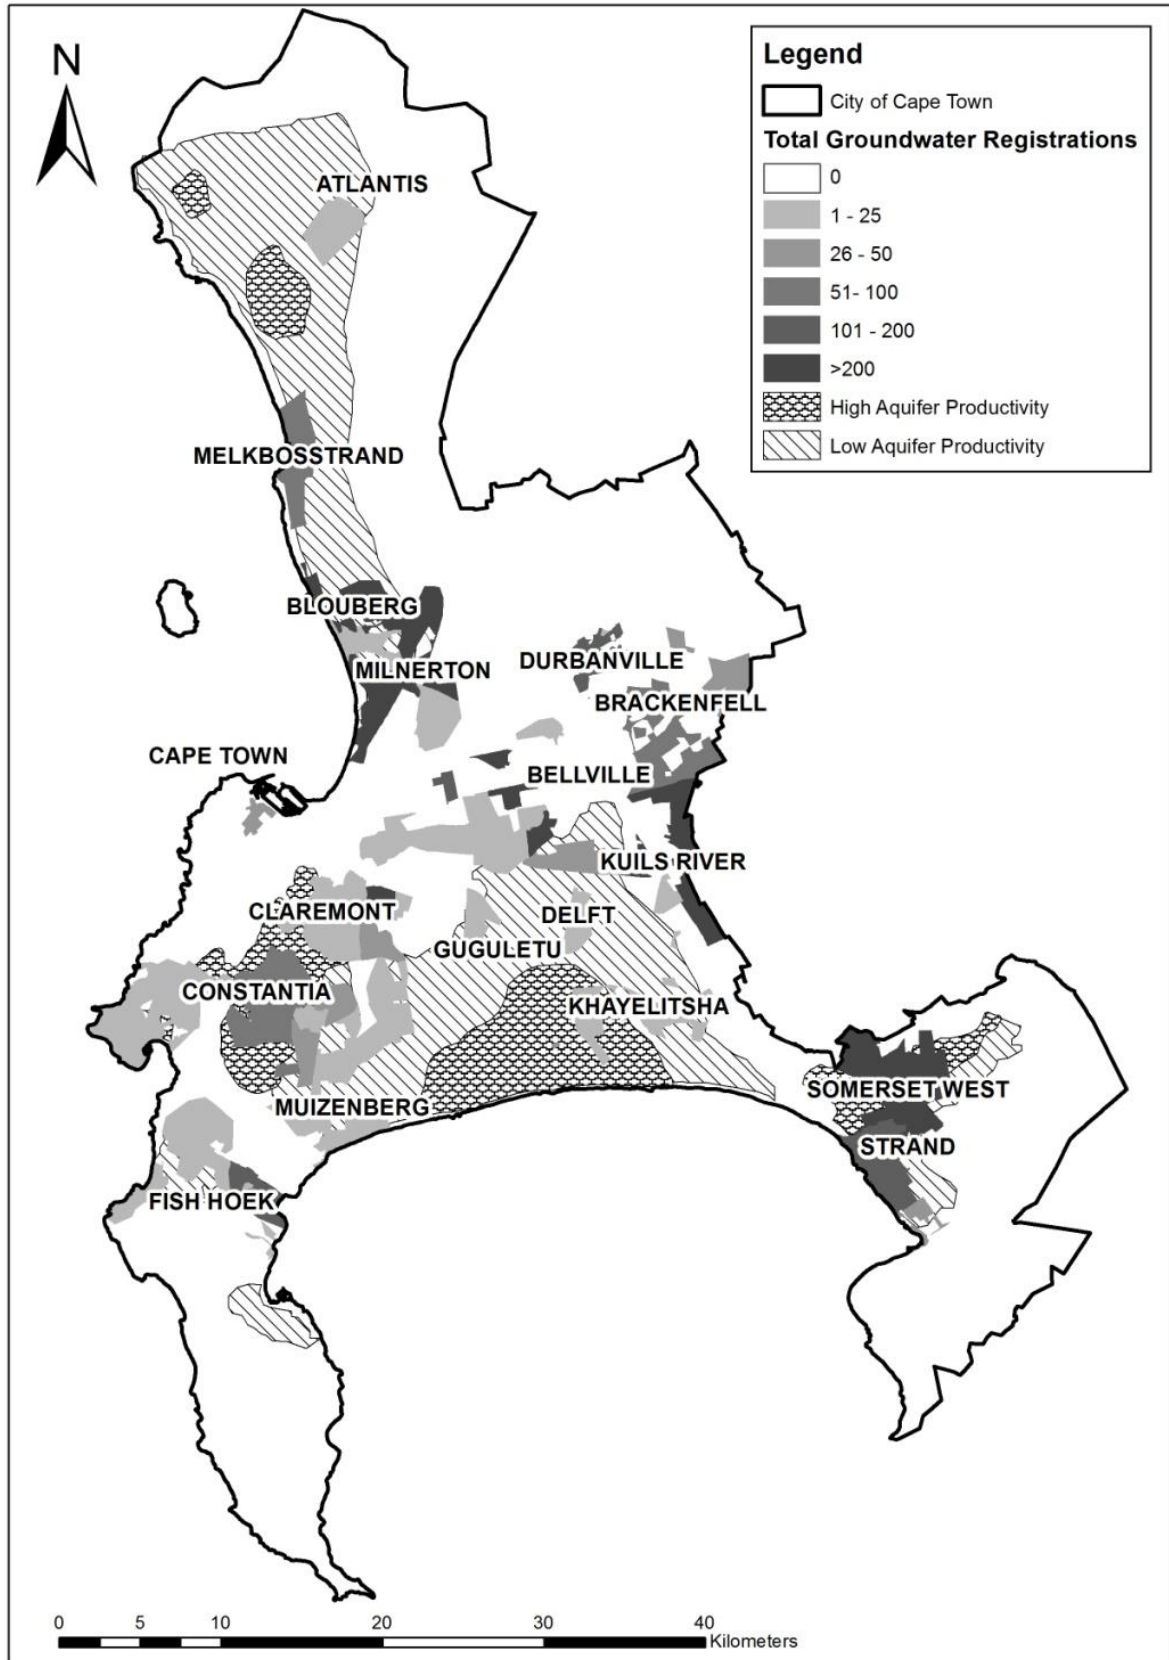 N
Legend
City of Cape Town
Total Groundwater Registrations
0
1 - 25
26 - 50
51- 100
101 - 200
>200
High Aquifer Productivity
Low Aquifer Productivity
ATLANTIS
MELKBOSSTRAND
BLOUBERG
MILNERTON
DURBANVILLE
BRACKENFELL
CAPE TOWN
BELLVILLE
KUILS RIVER
CLAREMONT
DELFT
GUGULETU
CONSTANTIA
KHAYELITSHA
SOMERSET WEST
MUIZENBERG
STRAND
FISH HOEK
0 5 10 20 30 40
Kilometers